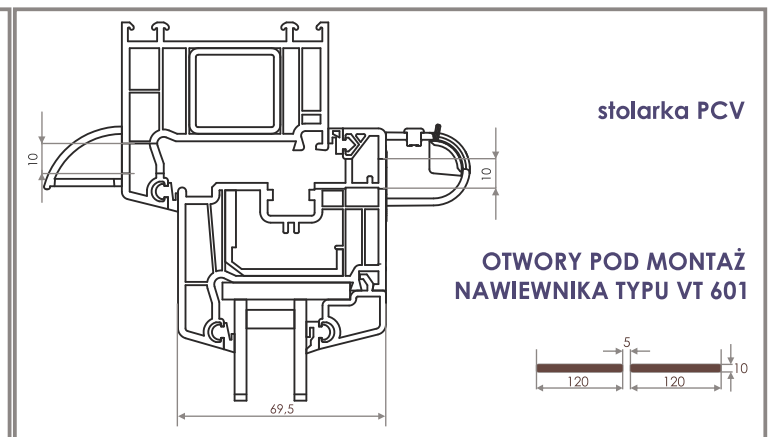 stolarka PCV
10
10
OTWORY POD MONTAŻ
NAWIEWNIKA TYPU VT 601
5
10
120
120
69,5